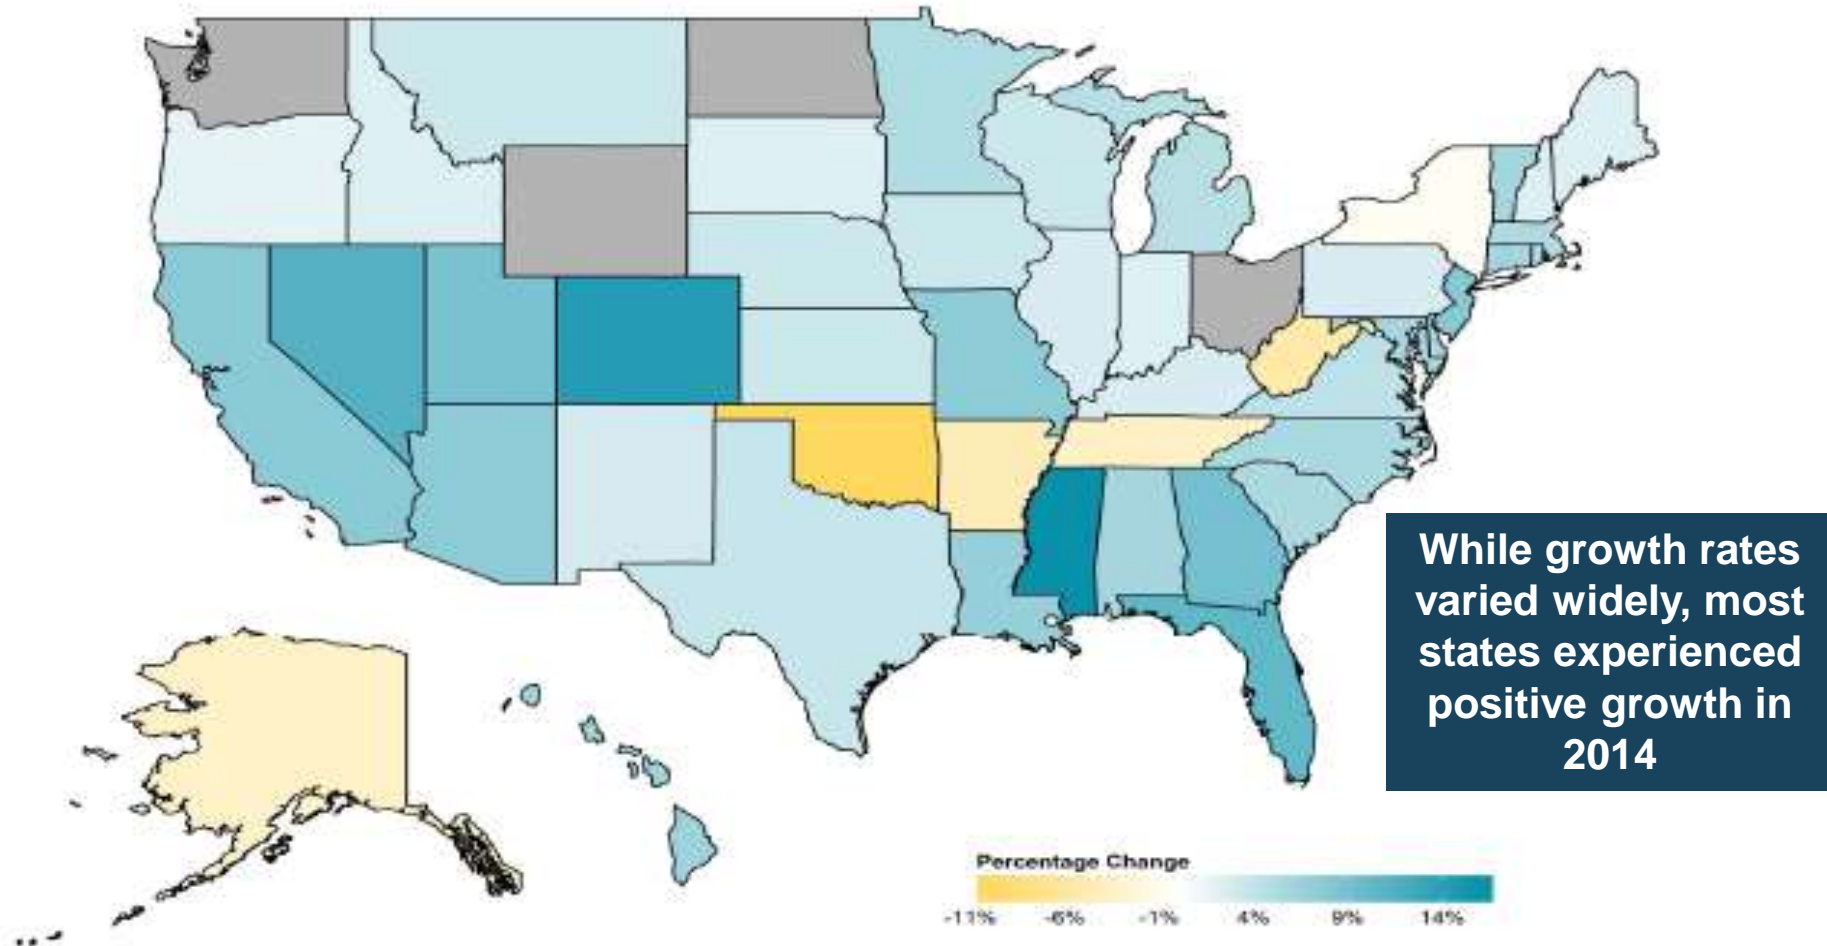 While growth rates
varied widely, most
states experienced
positive growth in
2014
Percentage Change
-11% -6% -1% 4% 9% 14%